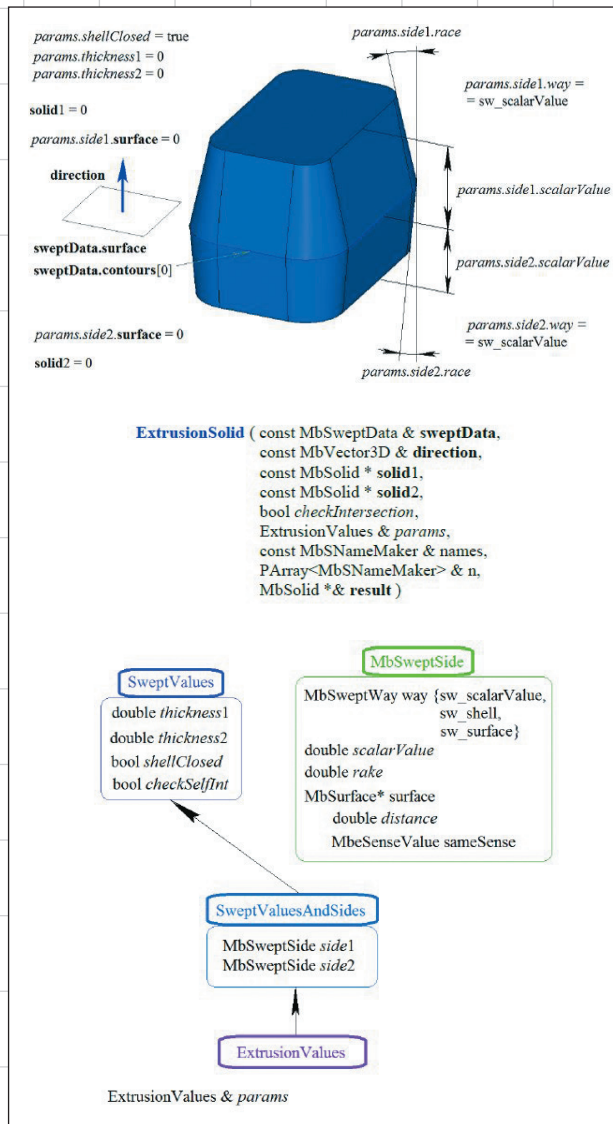 params.shellClosed = true
params.thickness1 = 0
params.thickness2 = 0
solid1 = 0
params.side1.surface = 0
direction
sweptData.surface
sweptData.contours[0]
params.side2.surface = 0
solid2 = 0
params.side1.race
params.side1.way =
= sw_scalarValue
params.side1.scalarValue
params.side2.scalarValue
params.side2.way =
= sw_scalarValue
params.side2.race
ExtrusionSolid ( const MbSweptData & sweptData,
const MbVector3D & direction,
const MbSolid * solid1,
const MbSolid * solid2,
bool checkIntersection,
ExtrusionValues & params,
const MbSNameMaker & names,
PArray<MbSNameMaker> & n,
MbSolid *& result )
SweptValues
double thickness1
double thickness2
bool shellClosed
bool checkSelfInt
MbSweptSide
MbSweptWay way {sw_scalarValue,
sw_shell,
sw_surface}
double scalarValue
double rake
MbSurface* surface
double distance
MbeSenseValue sameSense
SweptValuesAndSides
MbSweptSide side1
MbSweptSide side2
ExtrusionValues
ExtrusionValues & params